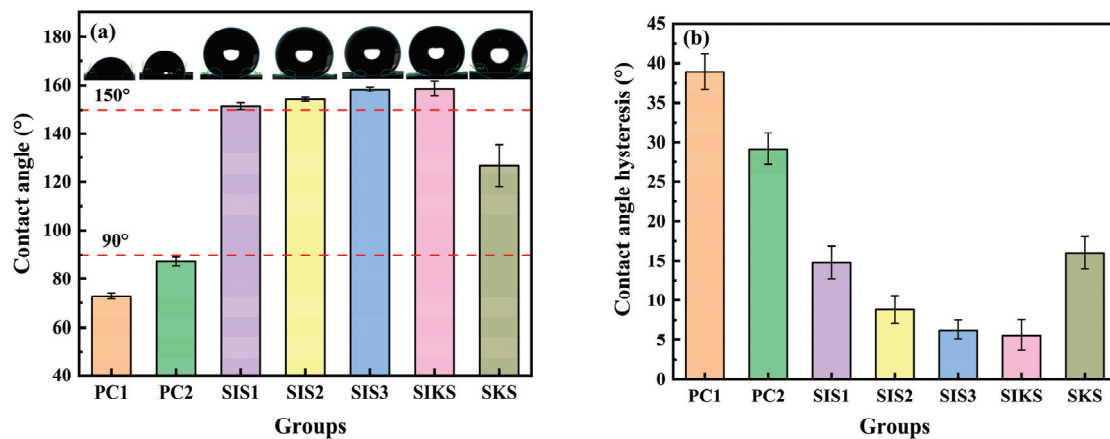 (a)
180
160
150°
140
120
100
90°
80
60
40
Contact angle (°)
PC1 PC2 SIS1 SIS2 SIS3 SIKS SKS
Groups
(b)
45
40
35
30
25
20
15
10
5
0
Contact angle hysteresis (°)
PC1 PC2 SIS1 SIS2 SIS3 SIKS SKS
Groups